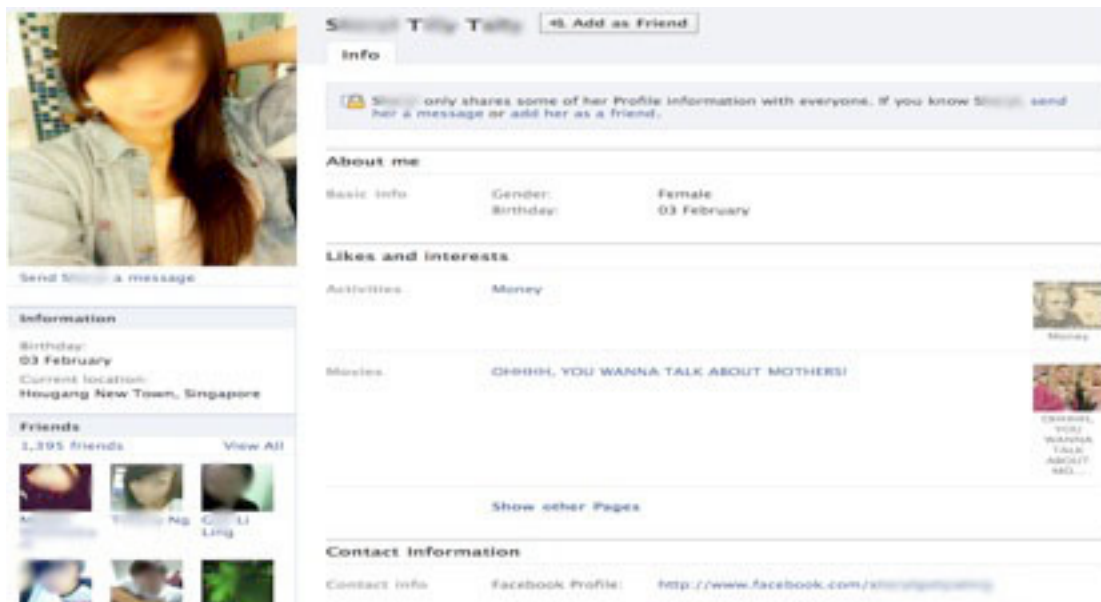 Add as Friend
Info
only shares some of her Profile information with everyone. If you know send
her a message or add her as a friend.
About me
Basic Info
Gender:
Female
Birthday:
03 February
Likes and interests
Activities
Money
Money
Movies
OHHHH, YOU WANNA TALK ABOUT MOTHERS!
OHHHH,
YOU
WANNA
TALK
ABOUT
MO...
Show other Pages
Contact Information
Contact Info
Facebook Profile:
http://www.facebook.com/
Send a message
Information
Birthday:
03 February
Current location:
Hougang New Town, Singapore
Friends
1,395 friends
View All
Ng
Li
Ling